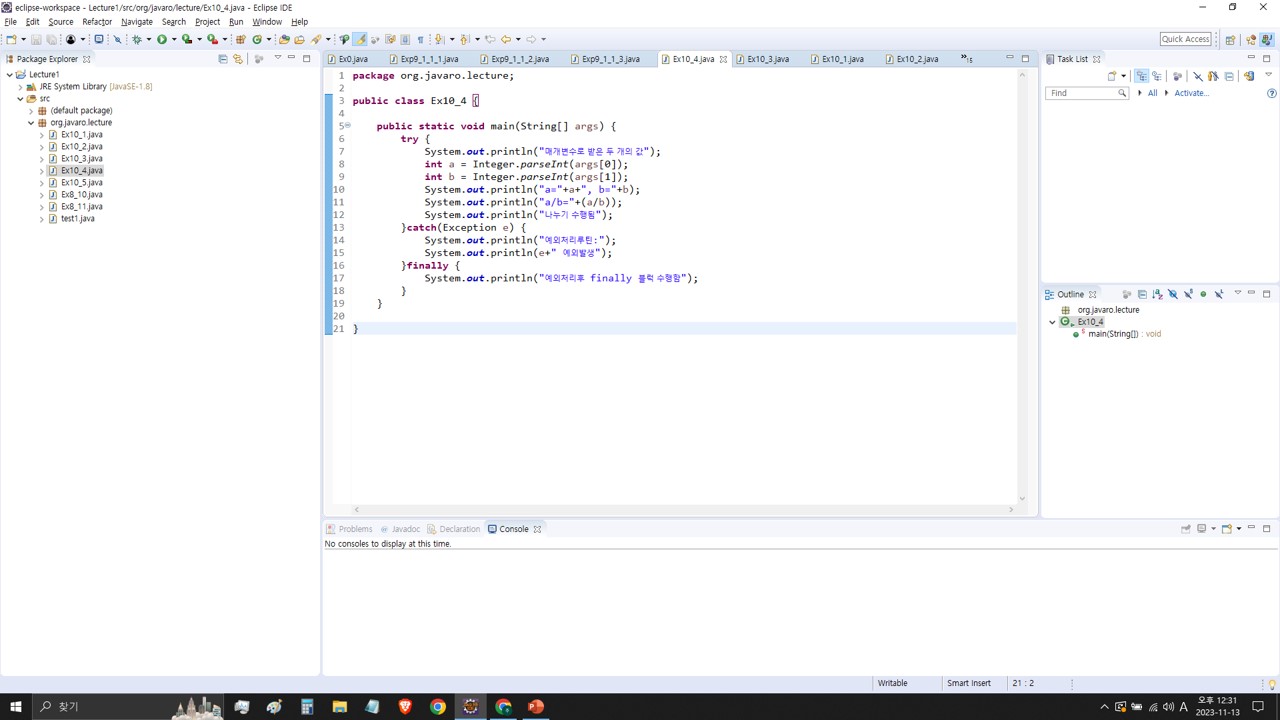 eclipse-workspace - Lecture1/src/org/javaro/lecture/Ex10_4.java - Eclipse IDE
File Edit Source Refactor Navigate Search Project Run Window Help
Quick Access
Package Explorer
Lecture1
JRE System Library [JavaSE-1.8]
src
(default package)
org.javaro.lecture
Ex10_1.java
Ex10_2.java
Ex10_3.java
Ex10_4.java
Ex10_5.java
Ex8_10.java
Ex8_11.java
test1.java
Ex0.java Exp9_1_1_1.java Exp9_1_1_2.java Exp9_1_1_3.java Ex10_4.java Ex10_3.java Ex10_1.java Ex10_2.java »15
1 package org.javaro.lecture;
2
3 public class Ex10_4 {
4
5 public static void main(String[] args) {
6 try {
7 System.out.println("매개변수로 받은 두 개의 값");
8 int a = Integer.parseInt(args[0]);
9 int b = Integer.parseInt(args[1]);
10 System.out.println("a="+a+", b="+b);
11 System.out.println("a/b="+(a/b));
12 System.out.println("나누기 수행됨");
13 }catch(Exception e) {
14 System.out.println("예외처리루틴:");
15 System.out.println(e+" 예외발생");
16 }finally {
17 System.out.println("예외처리후 finally 블럭 수행함");
18 }
19 }
20
21 }
Task List
Find All Activate...
Outline
org.javaro.lecture
Ex10_4
main(String[]) : void
Problems Javadoc Declaration Console
No consoles to display at this time.
Writable Smart Insert 21 : 2
찾기
A 오후 12:31
2023-11-13